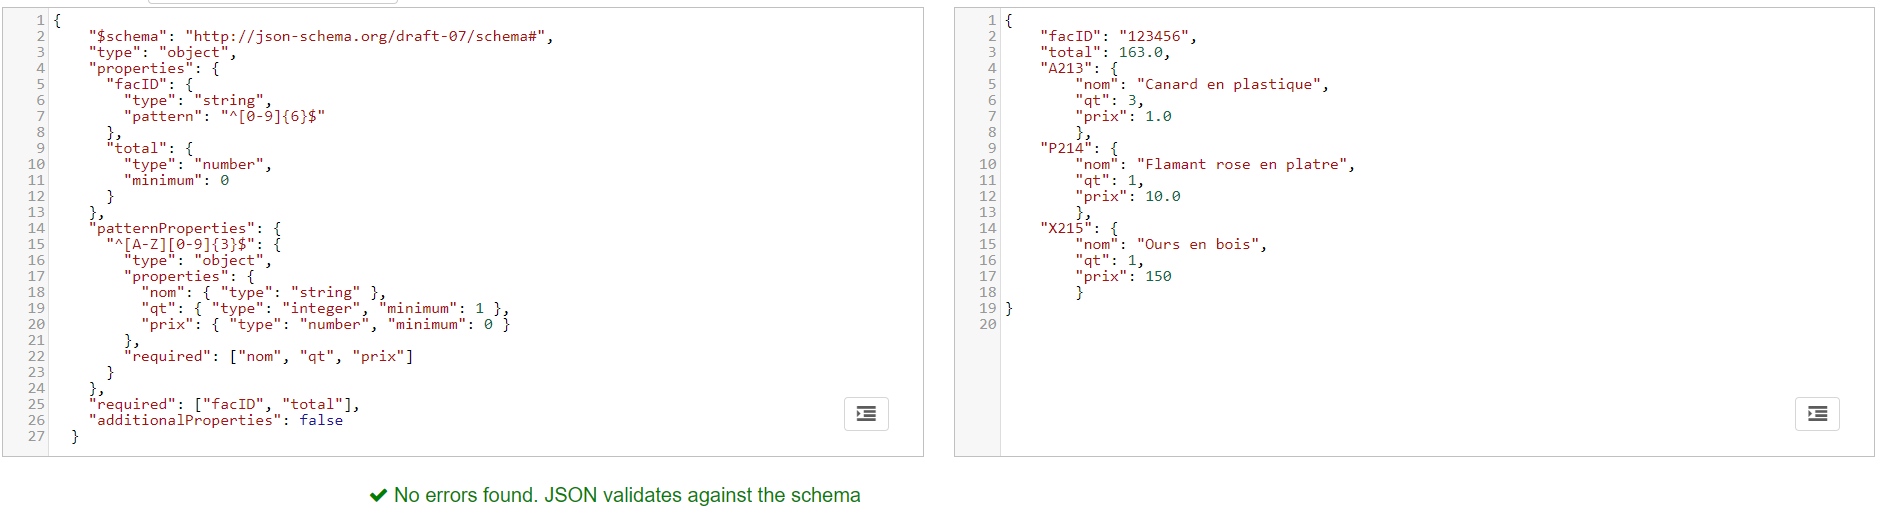 1 {
2 "$schema": "http://json-schema.org/draft-07/schema#",
3 "type": "object",
4 "properties": {
5 "facID": {
6 "type": "string",
7 "pattern": "^[0-9]{6}$"
8 },
9 "total": {
10 "type": "number",
11 "minimum": 0
12 }
13 },
14 "patternProperties": {
15 "^[A-Z][0-9]{3}$": {
16 "type": "object",
17 "properties": {
18 "nom": { "type": "string" },
19 "qt": { "type": "integer", "minimum": 1 },
20 "prix": { "type": "number", "minimum": 0 }
21 },
22 "required": ["nom", "qt", "prix"]
23 }
24 },
25 "required": ["facID", "total"],
26 "additionalProperties": false
27 }
1 {
2 "facID": "123456",
3 "total": 163.0,
4 "A213": {
5 "nom": "Canard en plastique",
6 "qt": 3,
7 "prix": 1.0
8 },
9 "P214": {
10 "nom": "Flamant rose en platre",
11 "qt": 1,
12 "prix": 10.0
13 },
14 "X215": {
15 "nom": "Ours en bois",
16 "qt": 1,
17 "prix": 150
18 }
19 }
20
No errors found. JSON validates against the schema